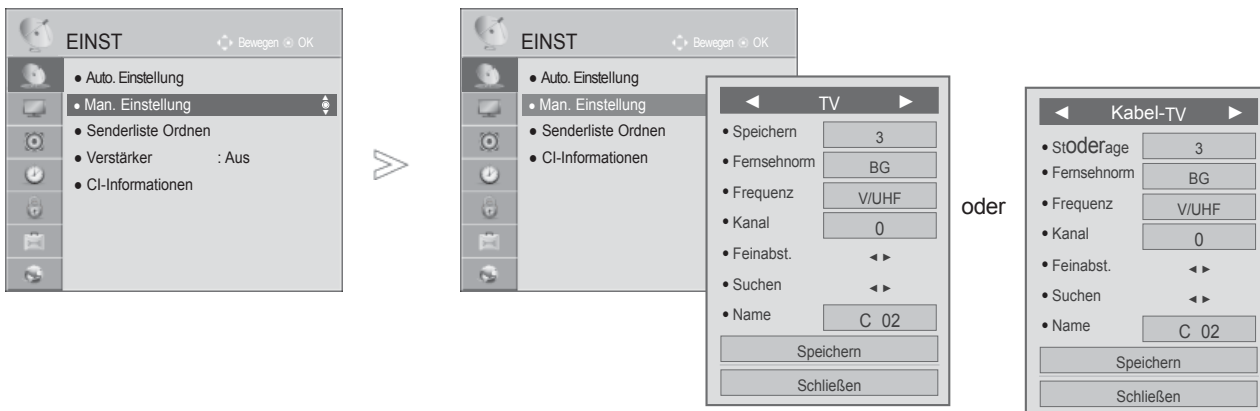 EINST
Bewegen OK
● Auto. Einstellung
● Man. Einstellung
● Senderliste Ordnen
● Verstärker : Aus
● CI-Informationen
EINST
Bewegen OK
● Auto. Einstellung
● Man. Einstellung
● Senderliste Ordnen
● CI-Informationen
◄ TV ►
• Speichern 3
• Fernsehnorm BG
• Frequenz V/UHF
• Kanal 0
• Feinabst. ◄ ►
• Suchen ◄ ►
• Name C 02
Speichern
Schließen
oder
◄ Kabel-TV ►
• Stoderage 3
• Fernsehnorm BG
• Frequenz V/UHF
• Kanal 0
• Feinabst. ◄ ►
• Suchen ◄ ►
• Name C 02
Speichern
Schließen